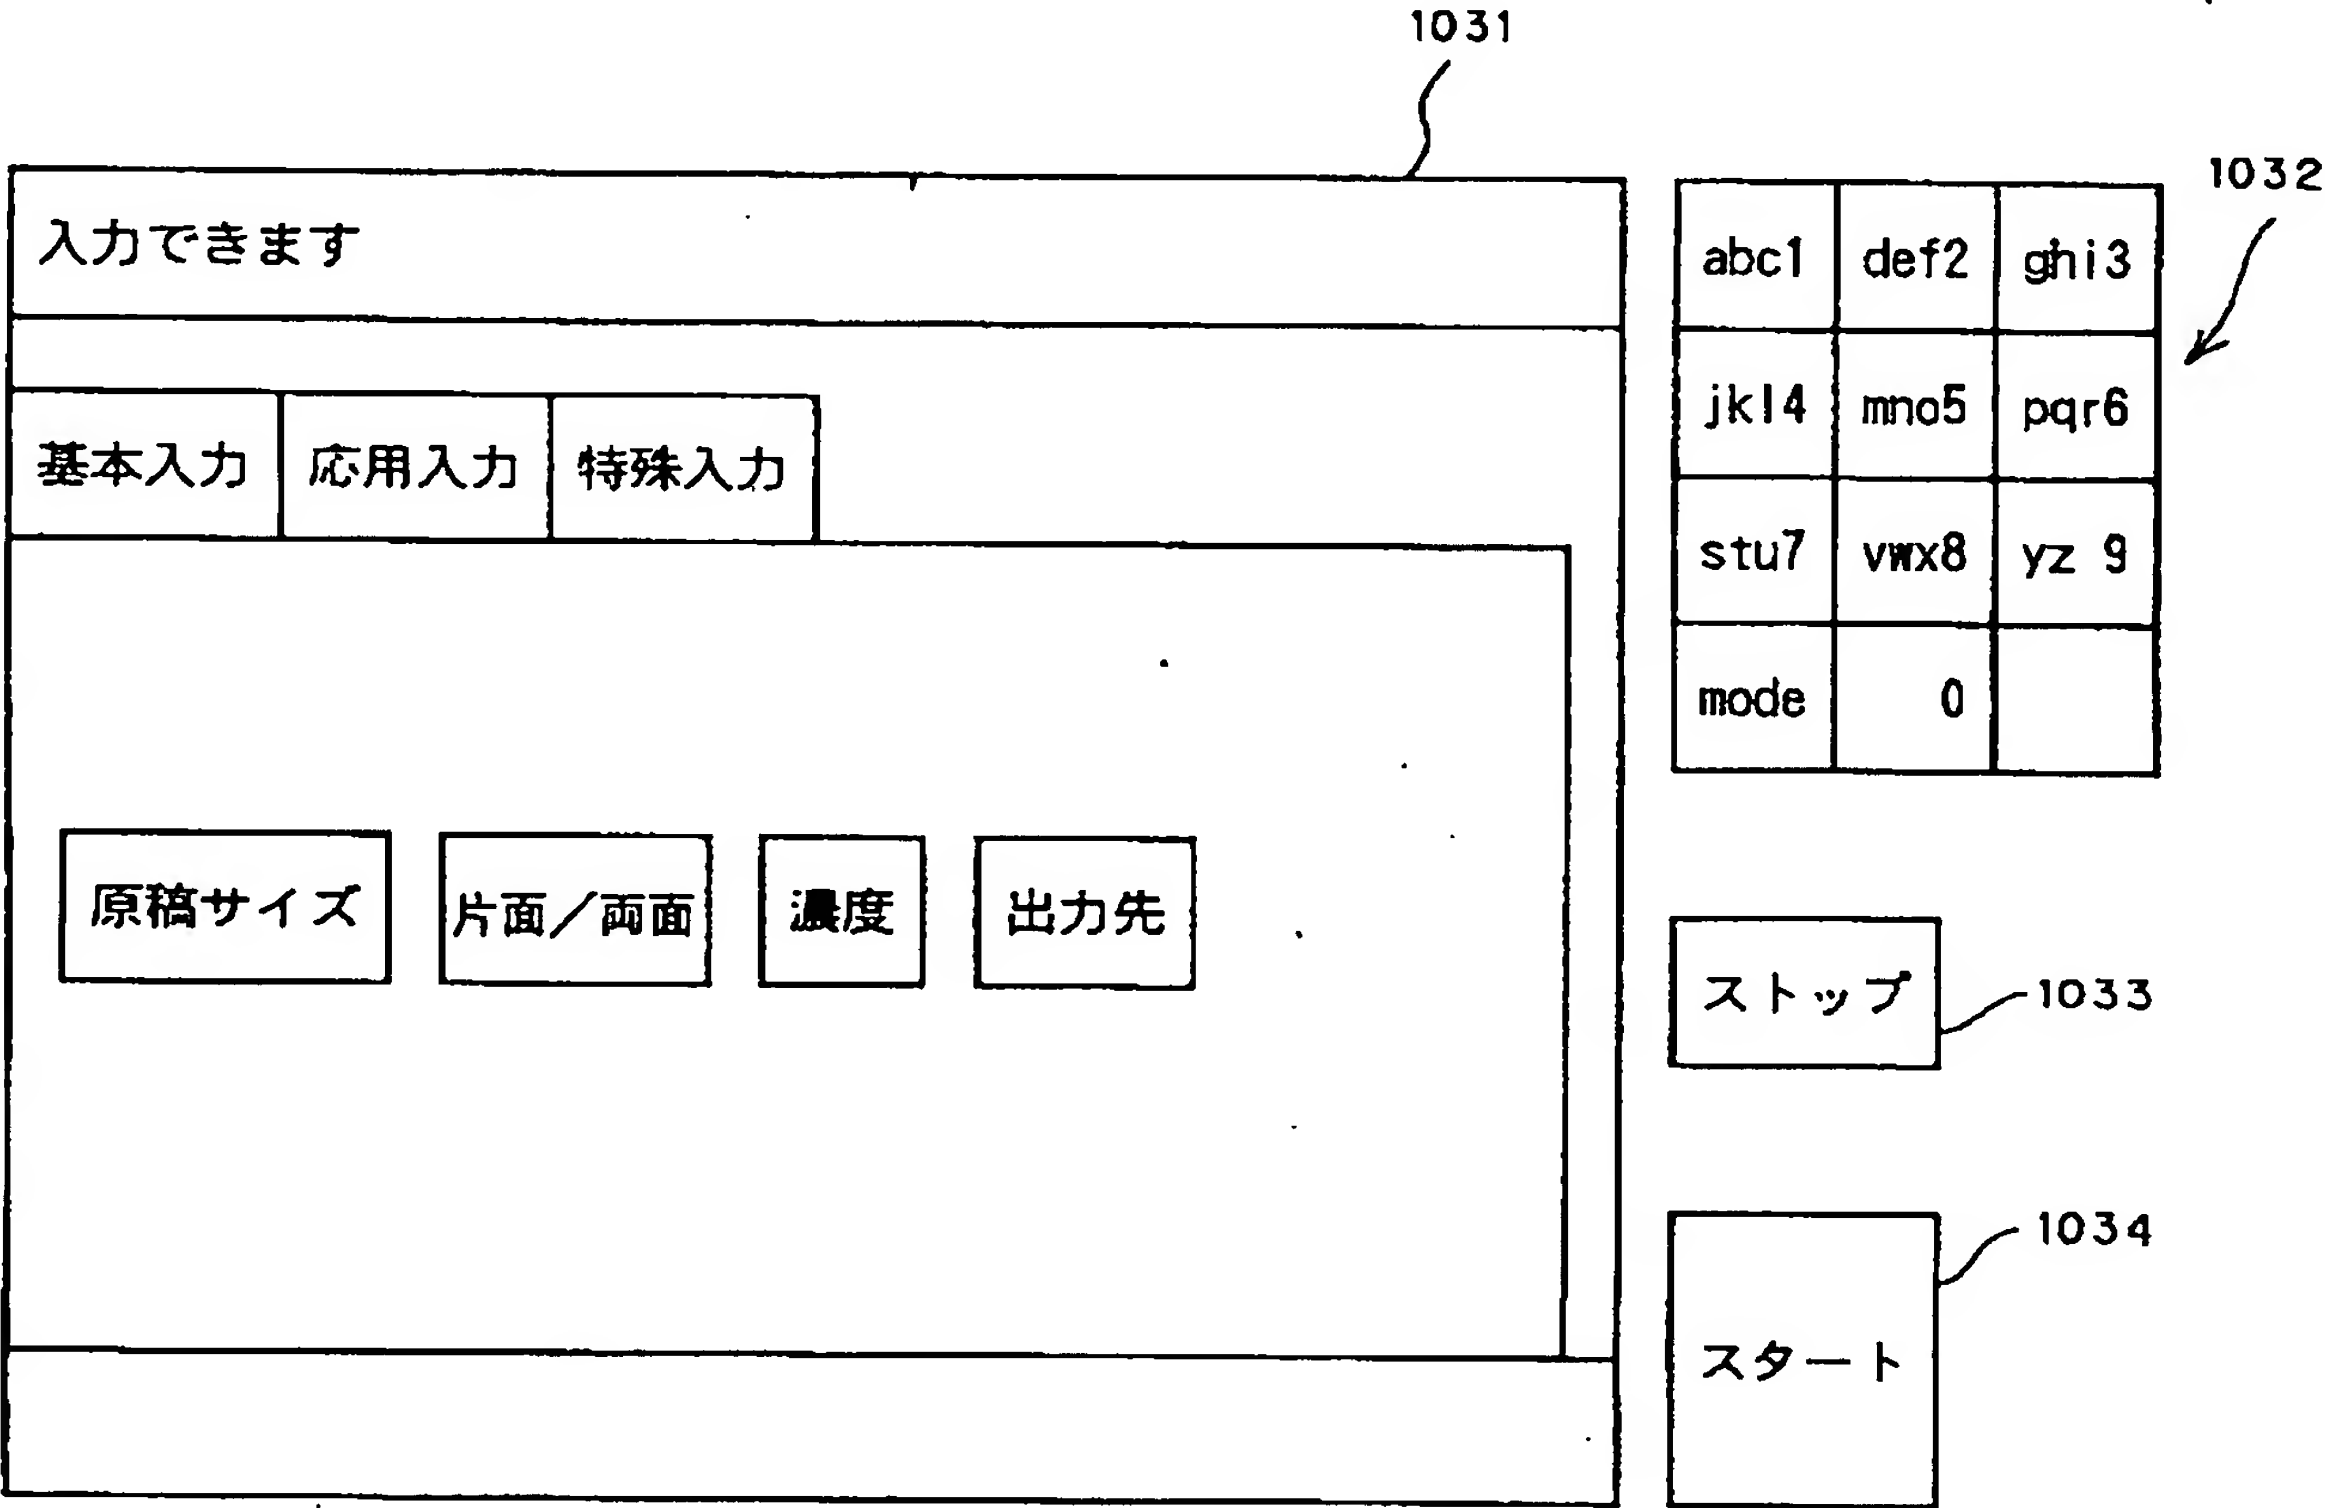 1031
1032
入力できます
abc1 def2 ghi3
jkl4 mno5 pqr6
stu7 vwx8 yz 9
mode 0
基本入力 応用入力 特殊入力
原稿サイズ 片面／両面 濃度 出力先
ストップ 1033
1034
スタート